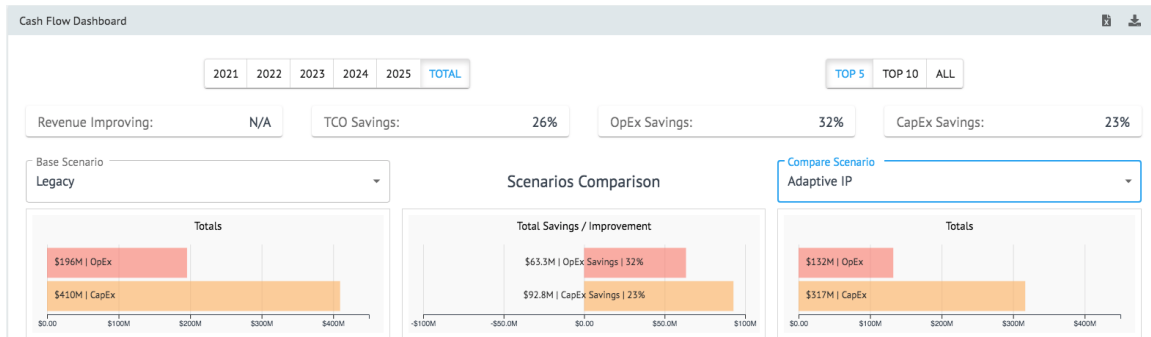 Cash Flow Dashboard
2021 2022 2023 2024 2025 TOTAL
TOP 5 TOP 10 ALL
Revenue Improving: N/A
TCO Savings: 26%
OpEx Savings: 32%
CapEx Savings: 23%
Base Scenario
Legacy
Scenarios Comparison
Compare Scenario
Adaptive IP
Totals
$196M | OpEx
$410M | CapEx
$0.00 $100M $200M $300M $400M
Total Savings / Improvement
$63.3M | OpEx Savings | 32%
$92.8M | CapEx Savings | 23%
-$100M -$50.0M $0.00 $50.0M $100M
Totals
$132M | OpEx
$317M | CapEx
$0.00 $100M $200M $300M $400M